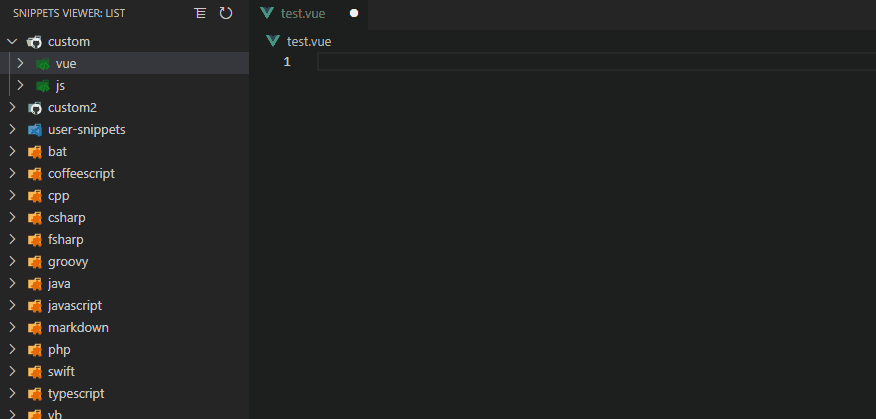 SNIPPETS VIEWER: LIST
custom
vue
js
custom2
user-snippets
bat
coffeescript
cpp
csharp
fsharp
groovy
java
javascript
markdown
php
swift
typescript
vb
test.vue
test.vue
1